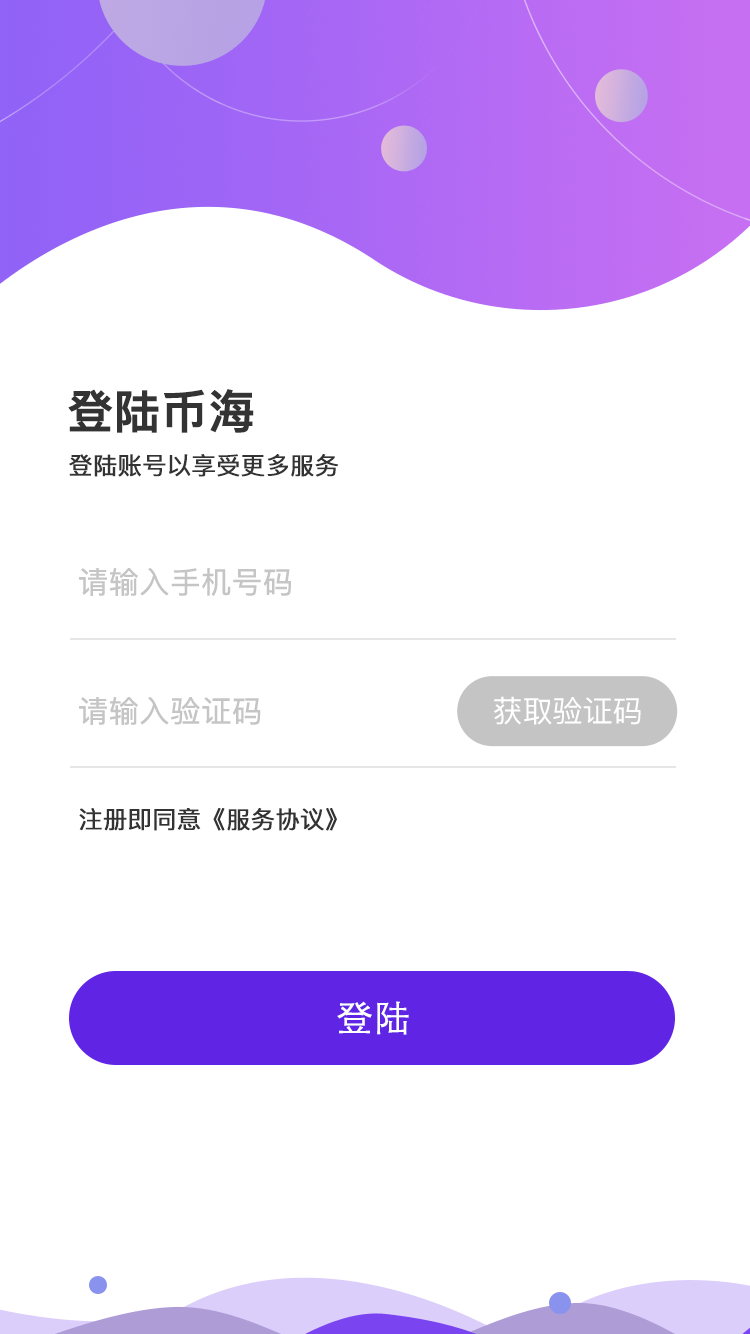 登陆币海
登陆账号以享受更多服务
请输入手机号码
请输入验证码
获取验证码
注册即同意《服务协议》
登陆